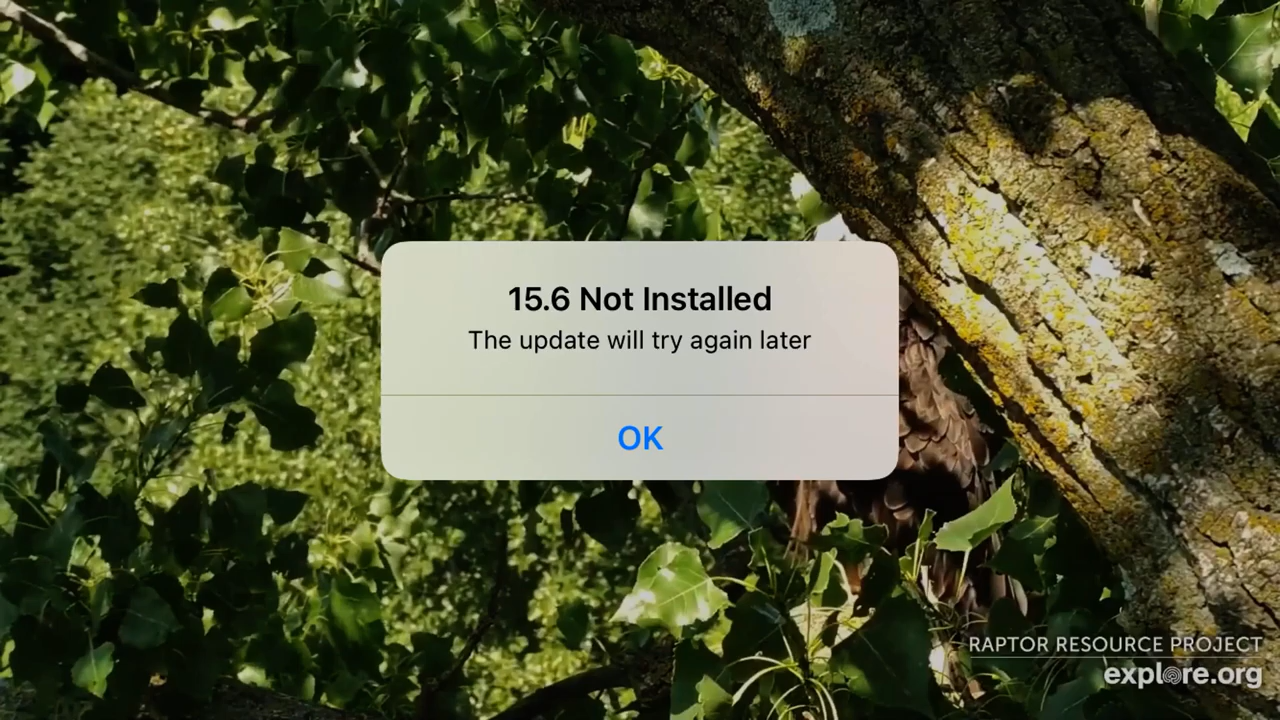 15.6 Not Installed
The update will try again later
OK
RAPTOR RESOURCE PROJECT
explore.org